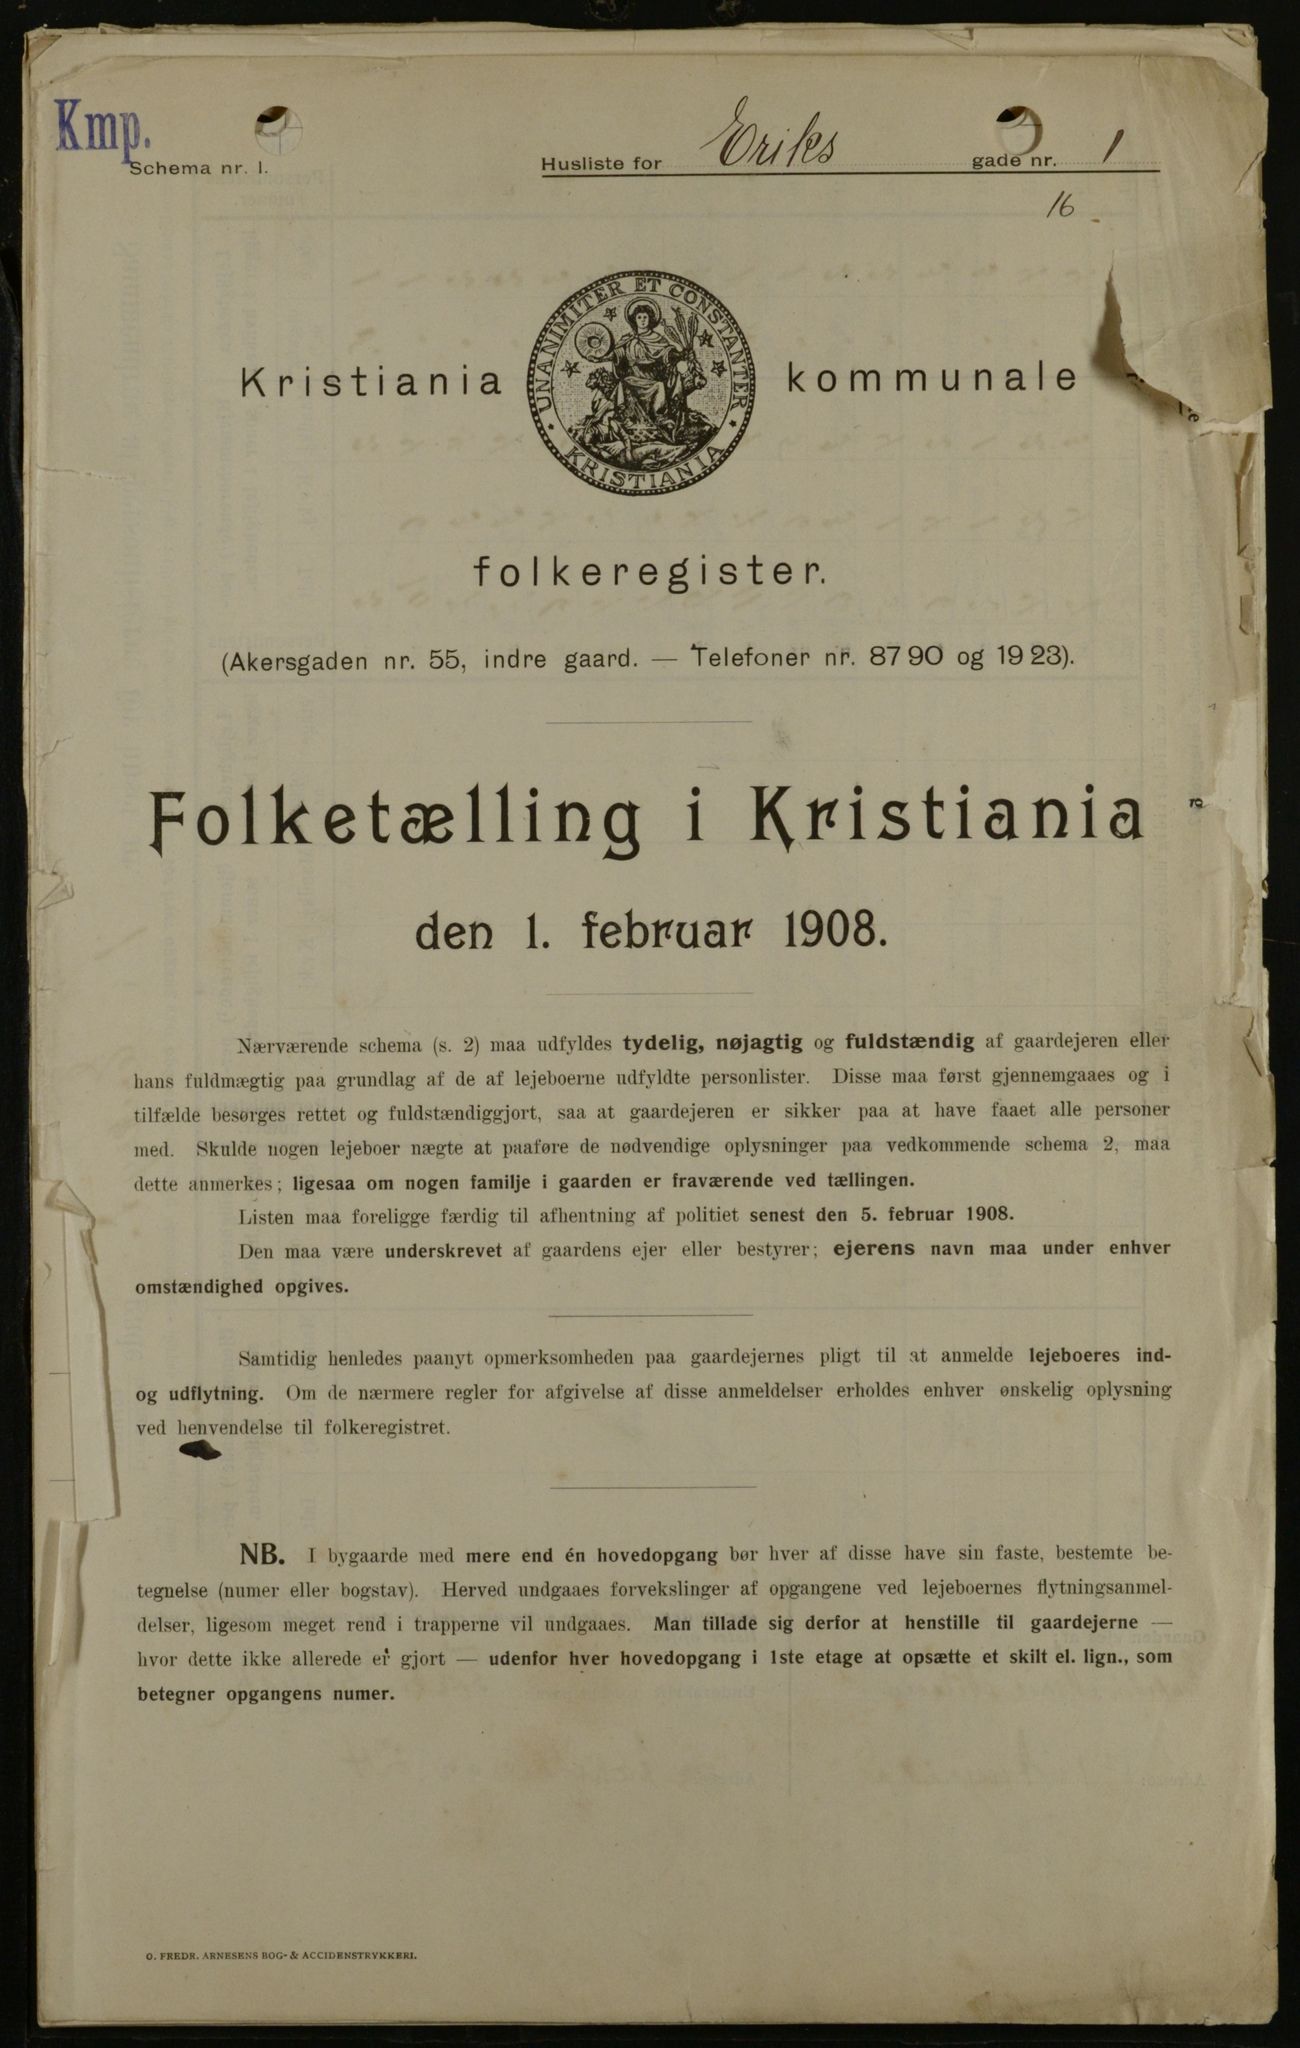 Kmp.
Schema nr. 1.
Husliste for Eriks gade nr. 1
16
Kristiania kommunale
UNANIMITER ET CONSTANTER
KRISTIANIA
folkeregister.
(Akersgaden nr. 55, indre gaard. — Telefoner nr. 8790 og 1923).
Folketælling i Kristiania
den 1. februar 1908.
Nærværende schema (s. 2) maa udfyldes tydelig, nøjagtig og fuldstændig af gaardejeren eller
hans fuldmægtig paa grundlag af de af lejeboerne udfyldte personlister. Disse maa først gjennemgaaes og i
tilfælde besørges rettet og fuldstændiggjort, saa at gaardejeren er sikker paa at have faaet alle personer
med. Skulde nogen lejeboer nægte at paaføre de nødvendige oplysninger paa vedkommende schema 2, maa
dette anmerkes; ligesaa om nogen familje i gaarden er fraværende ved tællingen.
Listen maa foreligge færdig til afhentning af politiet senest den 5. februar 1908.
Den maa være underskrevet af gaardens ejer eller bestyrer; ejerens navn maa under enhver
omstændighed opgives.
Samtidig henledes paanyt opmerksomheden paa gaardejernes pligt til at anmelde lejeboeres ind-
og udflytning. Om de nærmere regler for afgivelse af disse anmeldelser erholdes enhver ønskelig oplysning
ved henvendelse til folkeregistret.
NB. I bygaarde med mere end én hovedopgang bør hver af disse have sin faste, bestemte be-
tegnelse (numer eller bogstav). Herved undgaaes forvekslinger af opgangene ved lejeboernes flytningsanmel-
delser, ligesom meget rend i trapperne vil undgaaes. Man tillade sig derfor at henstille til gaardejerne —
hvor dette ikke allerede er gjort — udenfor hver hovedopgang i 1ste etage at opsætte et skilt el. lign., som
betegner opgangens numer.
O. FREDR. ARNESENS BOG- & ACCIDENSTRYKKERI.